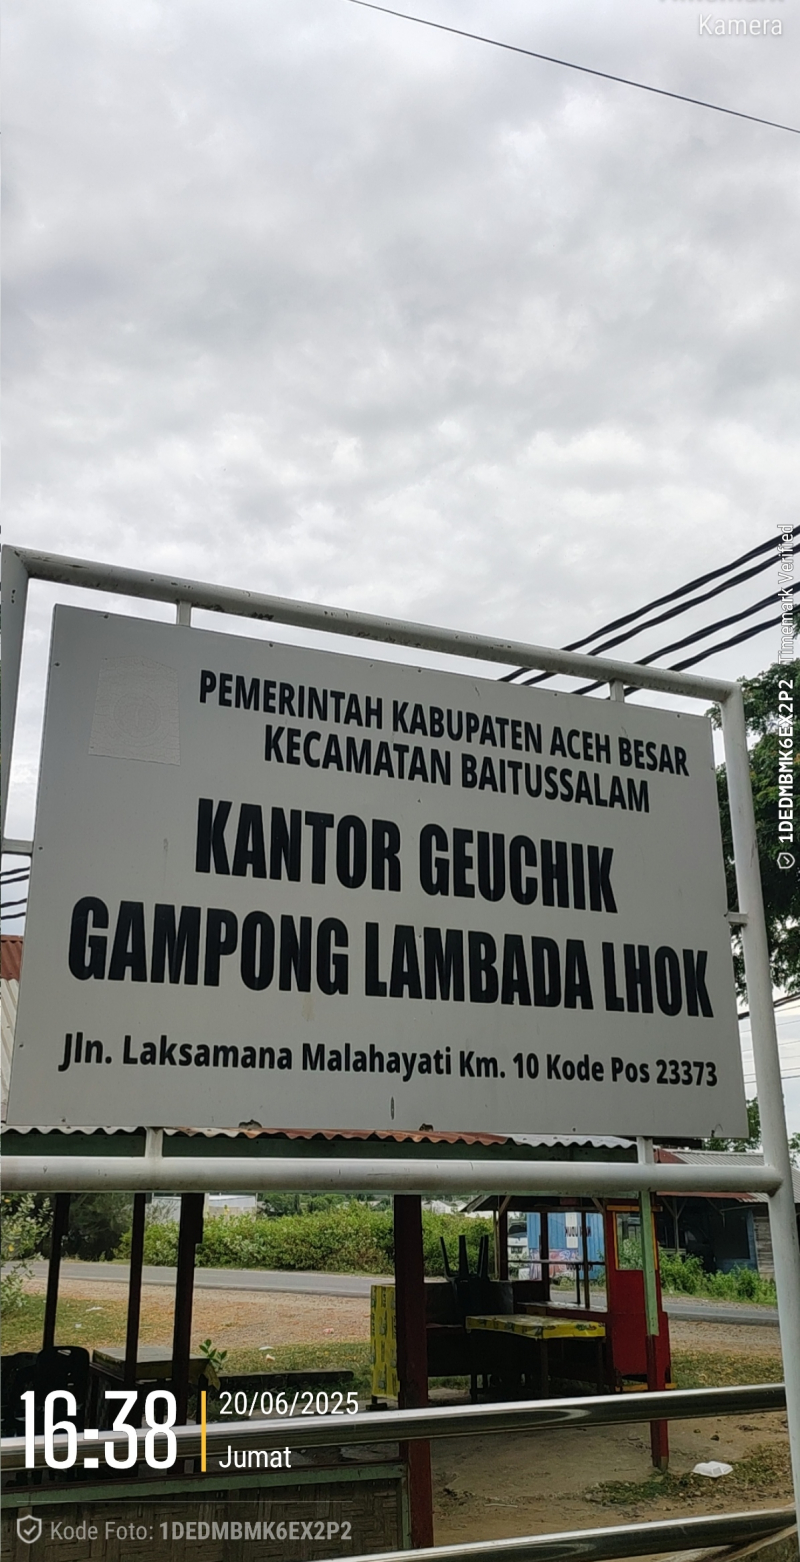 Kamera
PEMERINTAH KABUPATEN ACEH BESAR
KECAMATAN BAITUSSALAM
KANTOR GEUCHIK
GAMPONG LAMBADA LHOK
Jln. Laksamana Malahayati Km. 10 Kode Pos 23373
1DEDMBMK6EX2P2 Timemark Verified
16:38
20/06/2025
Jumat
Kode Foto: 1DEDMBMK6EX2P2